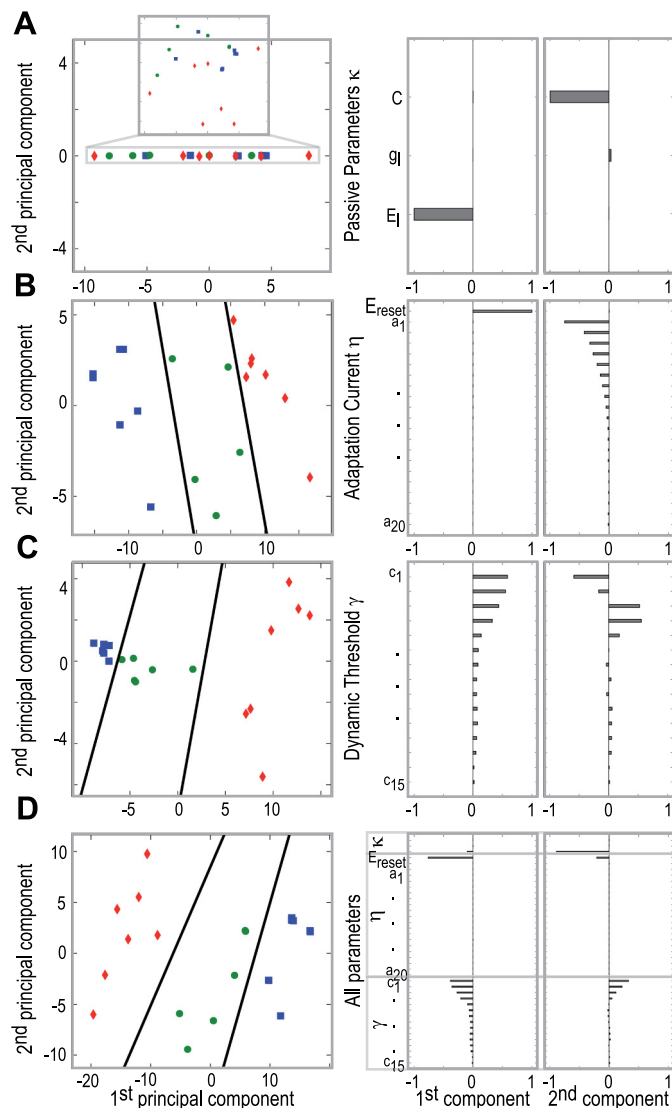 A
2nd principal component
4
2
0
-2
-4
-10
-5
0
5
10
Passive Parameters κ
C
gl
El
-1
0
1
-1
0
1
B
2nd principal component
5
0
-5
-10
0
10
Adaptation Current η
Ereset
a1
a20
-1
0
1
-1
0
1
C
2nd principal component
4
2
0
-4
-5
0
5
10
Dynamic Threshold γ
c1
c15
-1
0
1
-1
0
1
D
2nd principal component
10
5
0
-5
-10
-20
-10
0
10
1st principal component
All parameters
κ
η
γ
Ereset
a1
a20
c1
c15
-1
0
1
-1
0
1
1st component
2nd component